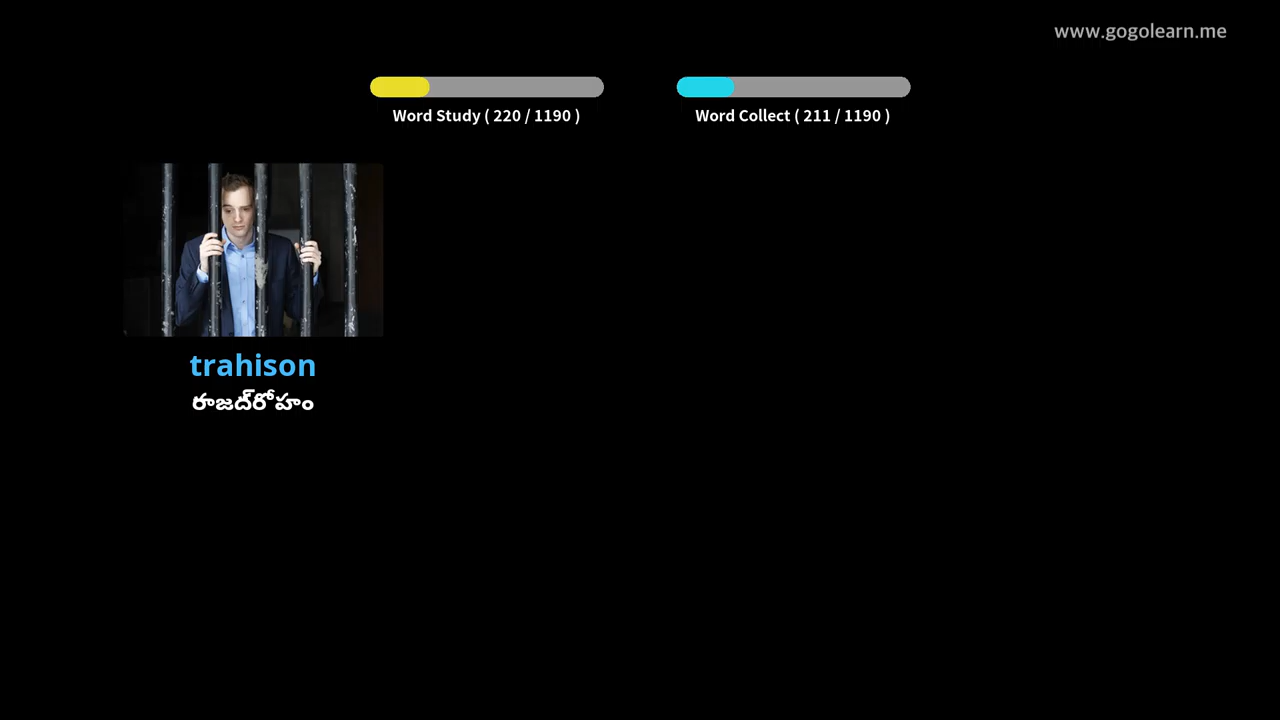 www.gogolearn.me
Word Study ( 220 / 1190 )
Word Collect ( 211 / 1190 )
trahison
రాజద్రోహం